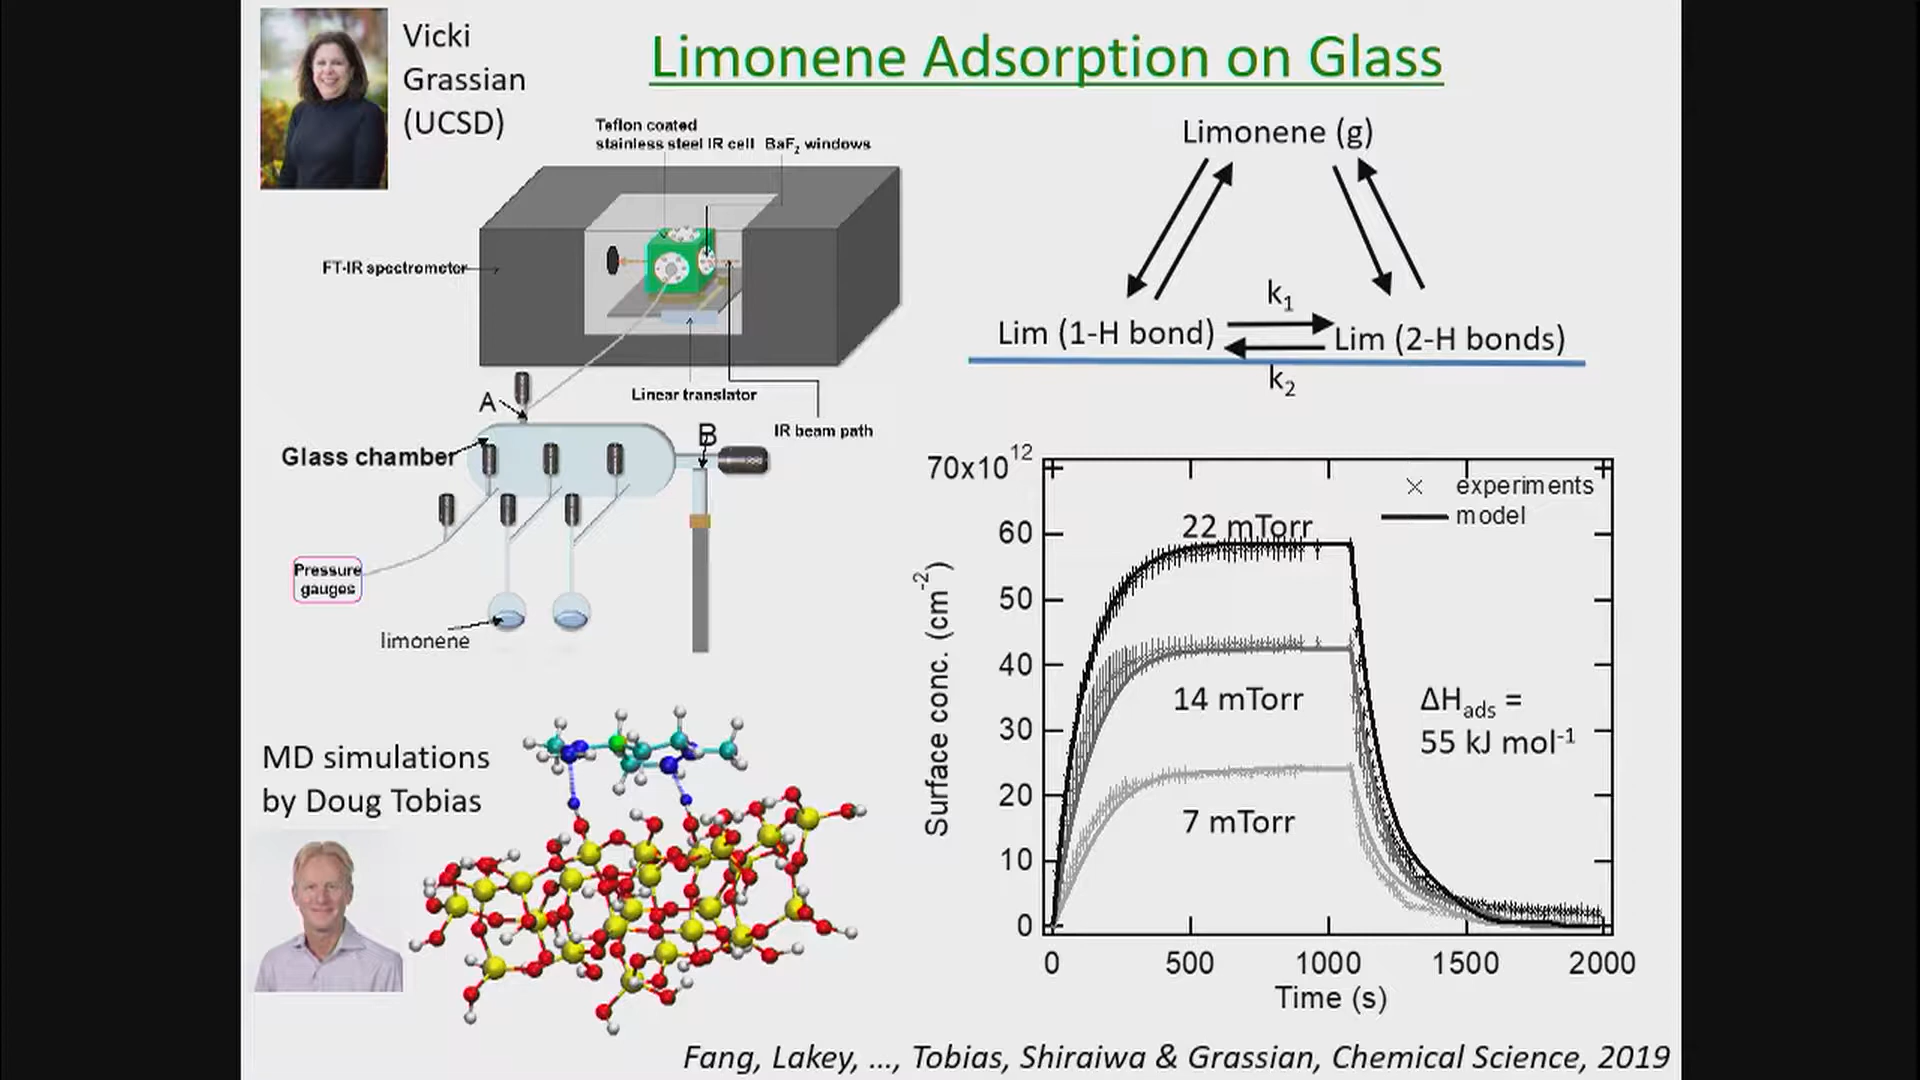 Vicki
Grassian
(UCSD)
Limonene Adsorption on Glass
Teflon coated
stainless steel IR cell
BaF2 windows
FT-IR spectrometer
Linear translator
IR beam path
A
B
Glass chamber
Pressure
gauges
limonene
Limonene (g)
k1
Lim (1-H bond)
Lim (2-H bonds)
k2
MD simulations
by Doug Tobias
70x10^12
60
50
40
30
20
10
0
Surface conc. (cm^-2)
experiments
model
22 mTorr
14 mTorr
7 mTorr
ΔHads =
55 kJ mol^-1
0 500 1000 1500 2000
Time (s)
Fang, Lakey, ..., Tobias, Shiraiwa & Grassian, Chemical Science, 2019